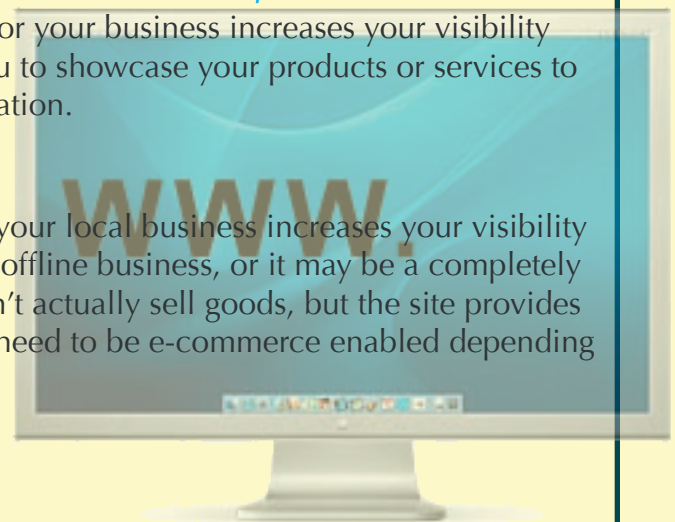 or your business increases your visibility
u to showcase your products or services to
ation.
www.
your local business increases your visibility
offline business, or it may be a completely
n't actually sell goods, but the site provides
need to be e-commerce enabled depending